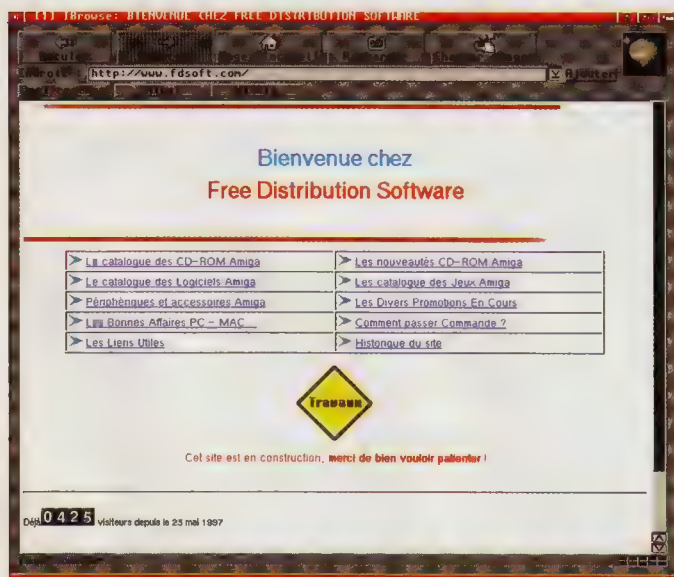 IBrowse: BIENVENUE CHEZ FREE DISTRIBUTION SOFTWARE
http://www.fdsoft.com/
Ajouter
Bienvenue chez
Free Distribution Software
Le catalogue des CD-ROM Amiga
Les nouveautés CD-ROM Amiga
Le catalogue des Logiciels Amiga
Les catalogue des Jeux Amiga
Périphériques et accessoires Amiga
Les Divers Promotions En Cours
Les Bonnes Affaires PC - MAC
Comment passer Commande ?
Les Liens Utiles
Historique du site
Travaux
Cet site est en construction, merci de bien vouloir patienter !
Déjà 0425 visiteurs depuis le 23 mai 1997